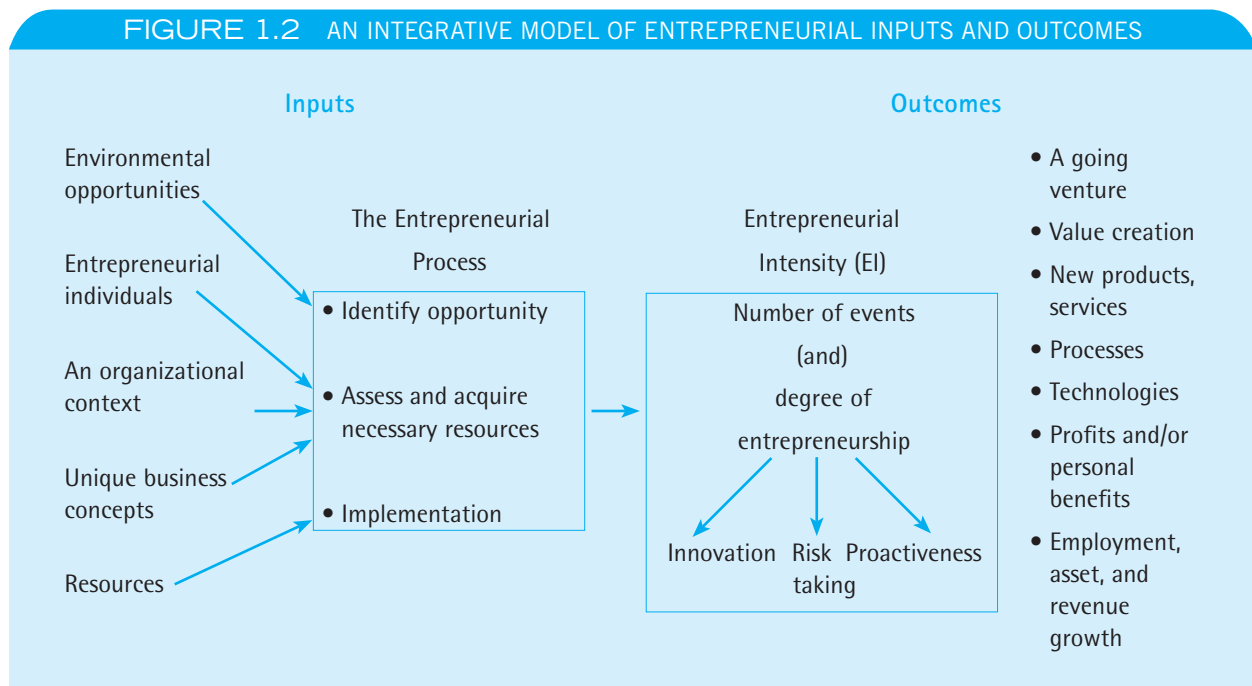 FIGURE 1.2 AN INTEGRATIVE MODEL OF ENTREPRENEURIAL INPUTS AND OUTCOMES
Inputs
Environmental
opportunities
Entrepreneurial
individuals
An organizational
context
Unique business
concepts
Resources
The Entrepreneurial
Process
• Identify opportunity
• Assess and acquire
necessary resources
• Implementation
Outcomes
Entrepreneurial
Intensity (EI)
Number of events
(and)
degree of
entrepreneurship
Innovation Risk Proactiveness
taking
• A going
venture
• Value creation
• New products,
services
• Processes
• Technologies
• Profits and/or
personal
benefits
• Employment,
asset, and
revenue
growth